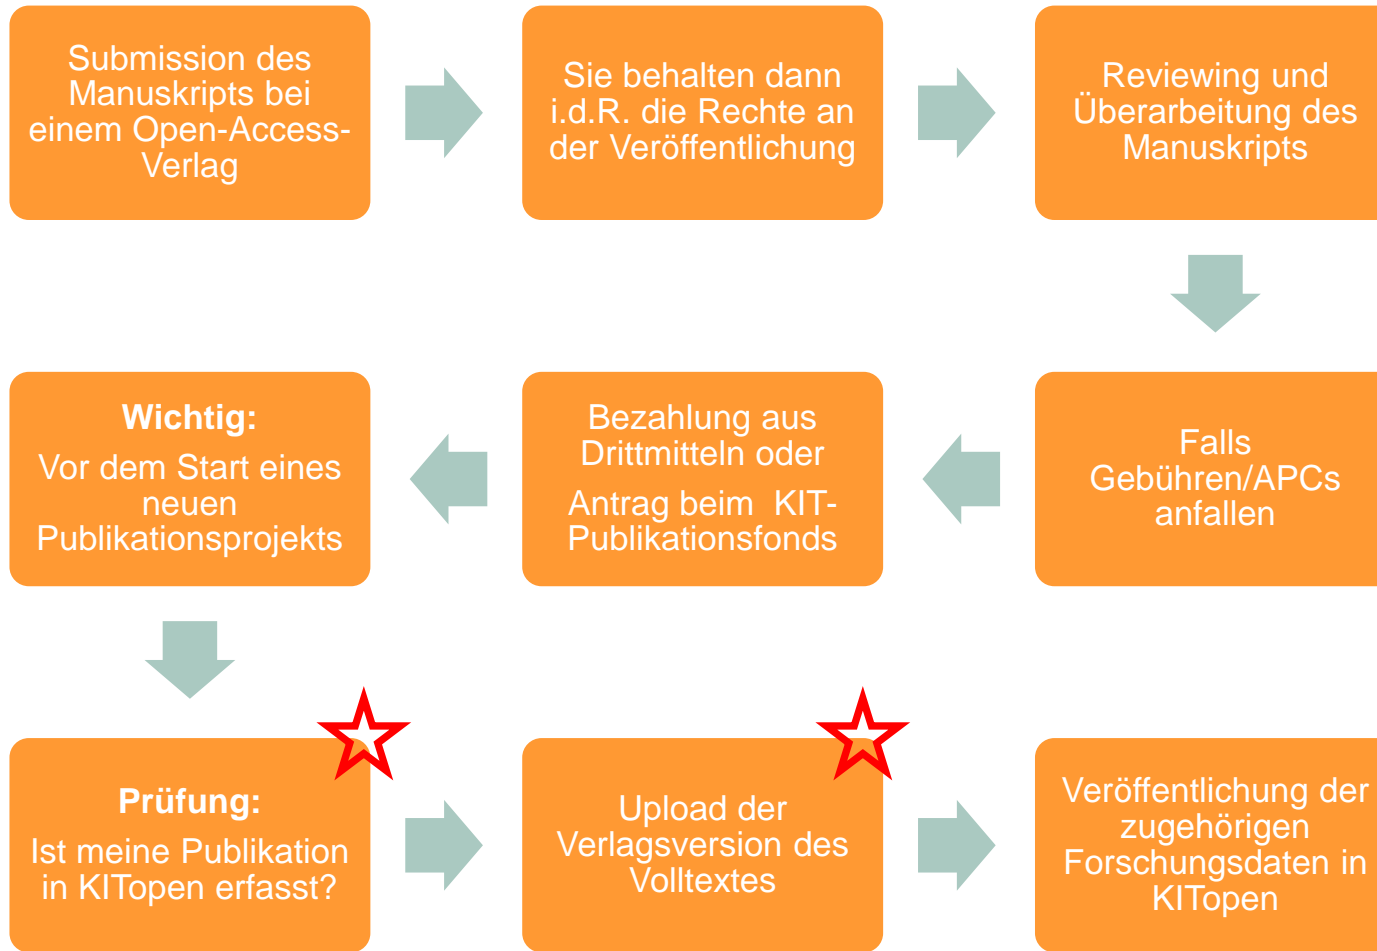 Submission des
Manuskripts bei
einem Open-Access-
Verlag
Sie behalten dann
i.d.R. die Rechte an
der Veröffentlichung
Reviewing und
Überarbeitung des
Manuskripts
Falls
Gebühren/APCs
anfallen
Bezahlung aus
Drittmitteln oder
Antrag beim KIT-
Publikationsfonds
Wichtig:
Vor dem Start eines
neuen
Publikationsprojekts
Prüfung:
Ist meine Publikation
in KITopen erfasst?
Upload der
Verlagsversion des
Volltextes
Veröffentlichung der
zugehörigen
Forschungsdaten in
KITopen